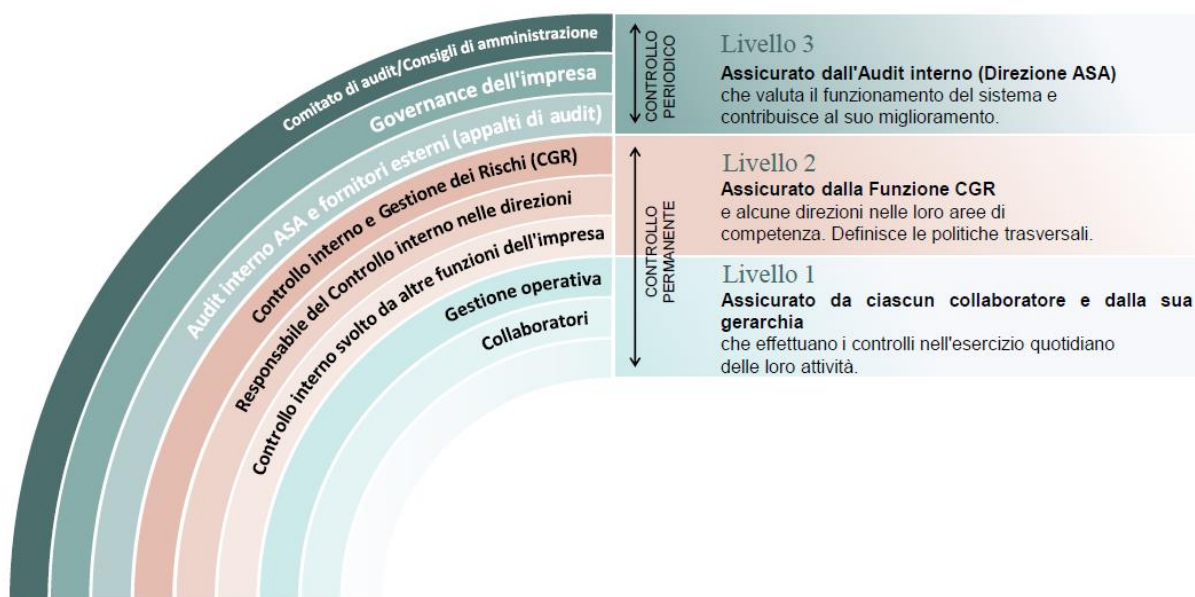 Comitato di audit/Consigli di amministrazione
Governance dell'impresa
Audit interno ASA e fornitori esterni (appalti di audit)
Controllo interno e Gestione dei Rischi (CGR)
Responsabile del Controllo interno nelle direzioni
Controllo interno svolto da altre funzioni dell'impresa
Gestione operativa
Collaboratori
CONTROLLO
PERIODICO
Livello 3
Assicurato dall'Audit interno (Direzione ASA)
che valuta il funzionamento del sistema e
contribuisce al suo miglioramento.
CONTROLLO
PERMANENTE
Livello 2
Assicurato dalla Funzione CGR
e alcune direzioni nelle loro aree di
competenza. Definisce le politiche trasversali.
Livello 1
Assicurato da ciascun collaboratore e dalla sua
gerarchia
che effettuano i controlli nell'esercizio quotidiano
delle loro attività.